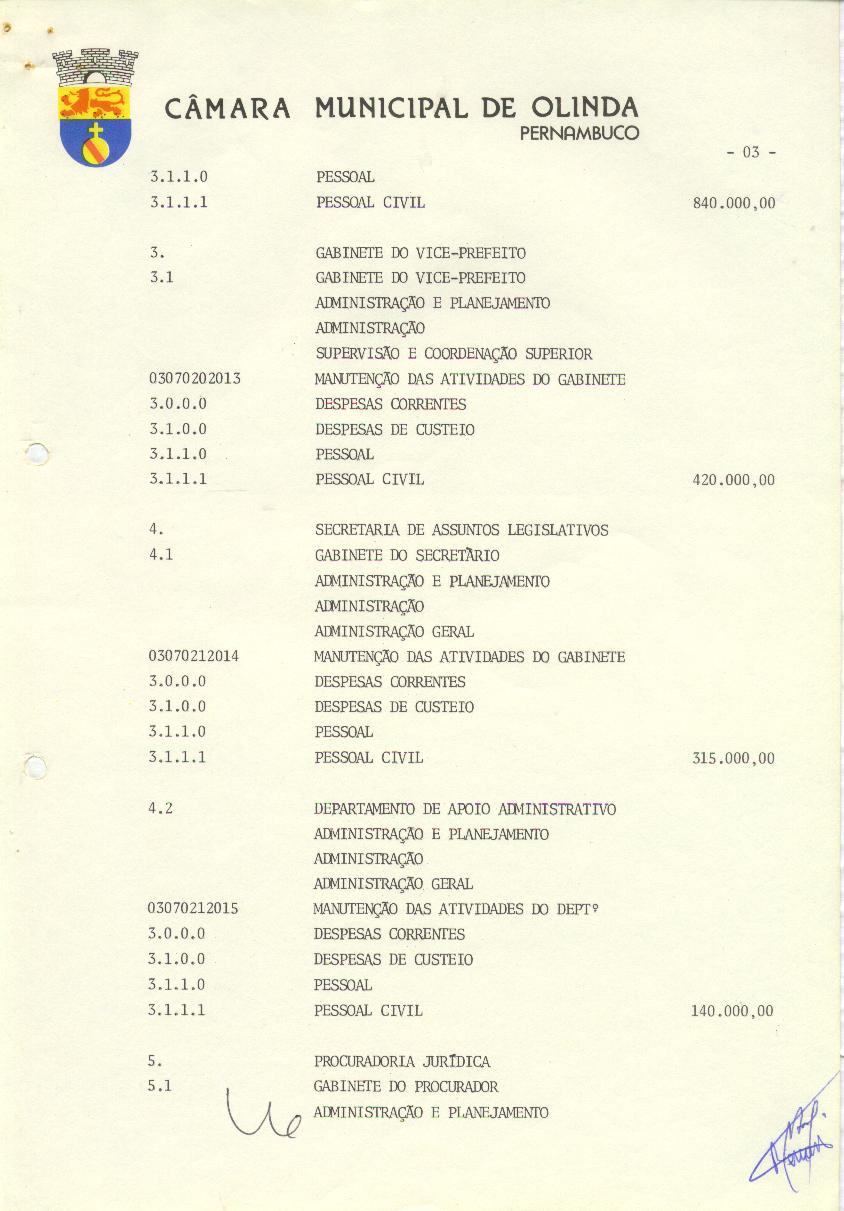 CÂMARA MUNICIPAL DE OLINDA
PERNAMBUCO
- 03 -
3.1.1.0 PESSOAL
3.1.1.1 PESSOAL CIVIL 840.000,00
3. GABINETE DO VICE-PREFEITO
3.1 GABINETE DO VICE-PREFEITO
ADMINISTRAÇÃO E PLANEJAMENTO
ADMINISTRAÇÃO
SUPERVISÃO E COORDENAÇÃO SUPERIOR
03070202013 MANUTENÇÃO DAS ATIVIDADES DO GABINETE
3.0.0.0 DESPESAS CORRENTES
3.1.0.0 DESPESAS DE CUSTEIO
3.1.1.0 PESSOAL
3.1.1.1 PESSOAL CIVIL 420.000,00
4. SECRETARIA DE ASSUNTOS LEGISLATIVOS
4.1 GABINETE DO SECRETÁRIO
ADMINISTRAÇÃO E PLANEJAMENTO
ADMINISTRAÇÃO
ADMINISTRAÇÃO GERAL
03070212014 MANUTENÇÃO DAS ATIVIDADES DO GABINETE
3.0.0.0 DESPESAS CORRENTES
3.1.0.0 DESPESAS DE CUSTEIO
3.1.1.0 PESSOAL
3.1.1.1 PESSOAL CIVIL 315.000,00
4.2 DEPARTAMENTO DE APOIO ADMINISTRATIVO
ADMINISTRAÇÃO E PLANEJAMENTO
ADMINISTRAÇÃO
ADMINISTRAÇÃO GERAL
03070212015 MANUTENÇÃO DAS ATIVIDADES DO DEPTº
3.0.0.0 DESPESAS CORRENTES
3.1.0.0 DESPESAS DE CUSTEIO
3.1.1.0 PESSOAL
3.1.1.1 PESSOAL CIVIL 140.000,00
5. PROCURADORIA JURÍDICA
5.1 GABINETE DO PROCURADOR
ADMINISTRAÇÃO E PLANEJAMENTO